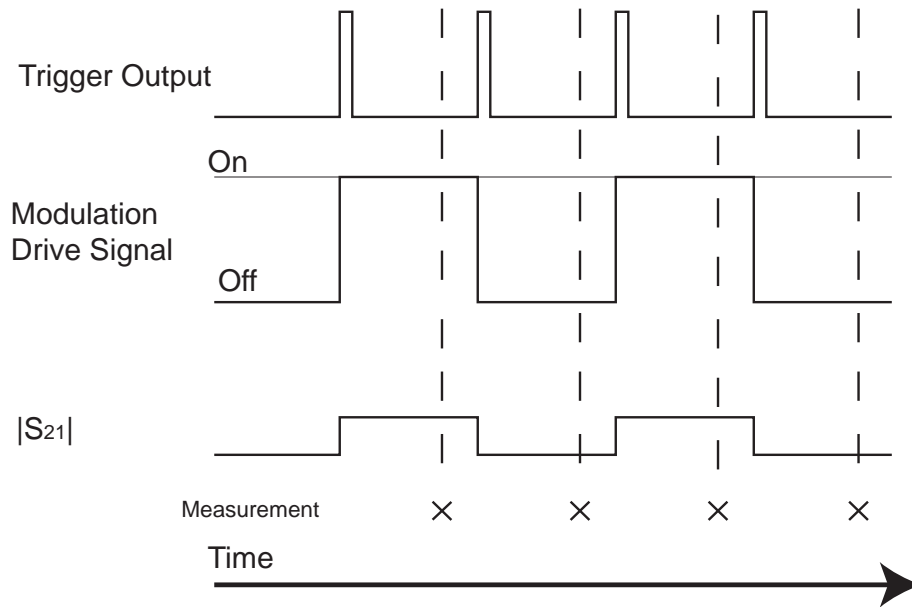 Trigger Output
On
Modulation
Drive Signal
Off
|S21|
Measurement
Time